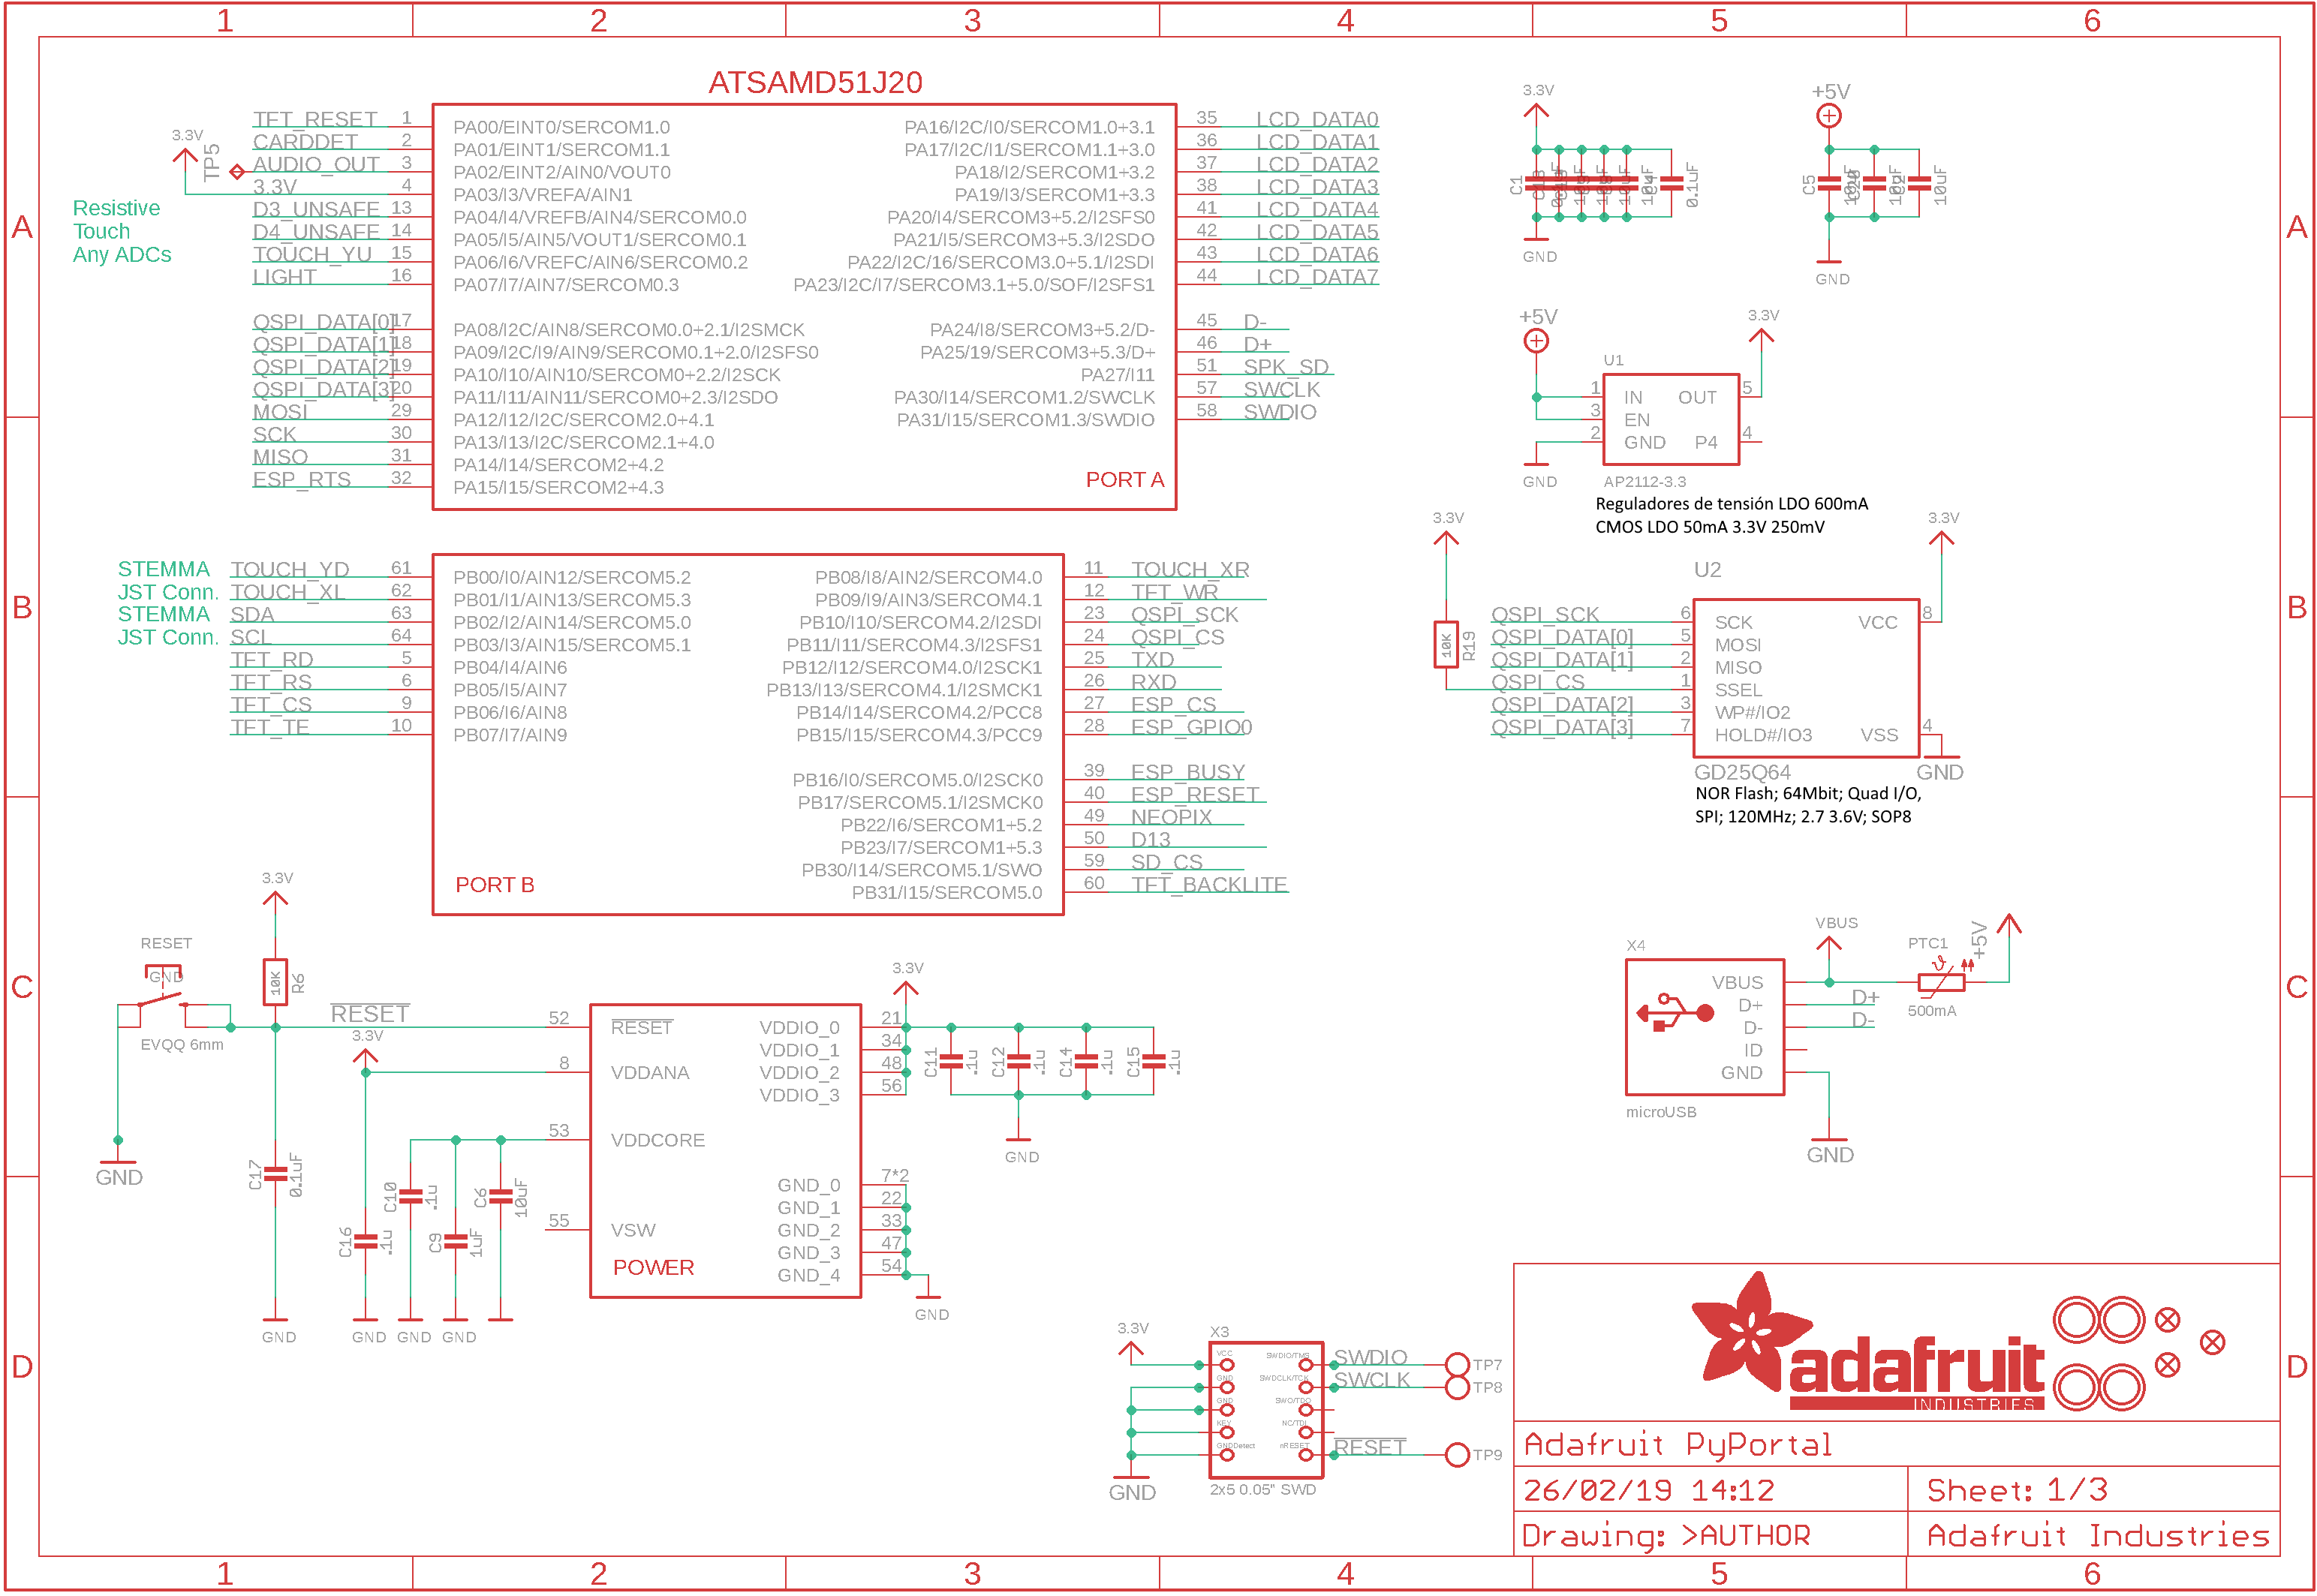 1 2 3 4 5 6
A A
B B
C C
D D
ATSAMD51J20
TFT_RESET 1 PA00/EINT0/SERCOM1.0
CARDDET 2 PA01/EINT1/SERCOM1.1
AUDIO_OUT 3 PA02/EINT2/AIN0/VOUT0
3.3V 4 PA03/I3/VREFA/AIN1
D3_UNSAFE 13 PA04/I4/VREFB/AIN4/SERCOM0.0
D4_UNSAFE 14 PA05/I5/AIN5/VOUT1/SERCOM0.1
TOUCH_YU 15 PA06/I6/VREFC/AIN6/SERCOM0.2
LIGHT 16 PA07/I7/AIN7/SERCOM0.3
3.3V
TP5
Resistive
Touch
Any ADCs
QSPI_DATA[0] 17 PA08/I2C/AIN8/SERCOM0.0+2.1/I2SMCK
QSPI_DATA[1] 18 PA09/I2C/I9/AIN9/SERCOM0.1+2.0/I2SFS0
QSPI_DATA[2] 19 PA10/I10/AIN10/SERCOM0+2.2/I2SCK
QSPI_DATA[3] 20 PA11/I11/AIN11/SERCOM0+2.3/I2SDO
MOSI 29 PA12/I12/I2C/SERCOM2.0+4.1
SCK 30 PA13/I13/I2C/SERCOM2.1+4.0
MISO 31 PA14/I14/SERCOM2+4.2
ESP_RTS 32 PA15/I15/SERCOM2+4.3
PA16/I2C/I0/SERCOM1.0+3.1 35 LCD_DATA0
PA17/I2C/I1/SERCOM1.1+3.0 36 LCD_DATA1
PA18/I2/SERCOM1+3.2 37 LCD_DATA2
PA19/I3/SERCOM1+3.3 38 LCD_DATA3
PA20/I4/SERCOM3+5.2/I2SFS0 41 LCD_DATA4
PA21/I5/SERCOM3+5.3/I2SDO 42 LCD_DATA5
PA22/I2C/16/SERCOM3.0+5.1/I2SDI 43 LCD_DATA6
PA23/I2C/I7/SERCOM3.1+5.0/SOF/I2SFS1 44 LCD_DATA7
PA24/I8/SERCOM3+5.2/D- 45 D-
PA25/19/SERCOM3+5.3/D+ 46 D+
PA27/I11 51 SPK_SD
PA30/I14/SERCOM1.2/SWCLK 57 SWCLK
PA31/I15/SERCOM1.3/SWDIO 58 SWDIO
PORT A
3.3V
C1 0.1uF
GND
+5V
C5 10uF
GND
+5V 3.3V
U1
1 IN OUT 5
3 EN
2 GND P4 4
GND AP2112-3.3
Reguladores de tensión LDO 600mA
CMOS LDO 50mA 3.3V 250mV
STEMMA
JST Conn.
STEMMA
JST Conn.
TOUCH_YD 61 PB00/I0/AIN12/SERCOM5.2
TOUCH_XL 62 PB01/I1/AIN13/SERCOM5.3
SDA 63 PB02/I2/AIN14/SERCOM5.0
SCL 64 PB03/I3/AIN15/SERCOM5.1
TFT_RD 5 PB04/I4/AIN6
TFT_RS 6 PB05/I5/AIN7
TFT_CS 9 PB06/I6/AIN8
TFT_TE 10 PB07/I7/AIN9
PB08/I8/AIN2/SERCOM4.0 11 TOUCH_XR
PB09/I9/AIN3/SERCOM4.1 12 TFT_WR
PB10/I10/SERCOM4.2/I2SDI 23 QSPI_SCK
PB11/I11/SERCOM4.3/I2SFS1 24 QSPI_CS
PB12/I12/SERCOM4.0/I2SCK1 25 TXD
PB13/I13/SERCOM4.1/I2SMCK1 26 RXD
PB14/I14/SERCOM4.2/PCC8 27 ESP_CS
PB15/I15/SERCOM4.3/PCC9 28 ESP_GPIO0
PB16/I0/SERCOM5.0/I2SCK0 39 ESP_BUSY
PB17/SERCOM5.1/I2SMCK0 40 ESP_RESET
PB22/I6/SERCOM1+5.2 49 NEOPIX
PB23/I7/SERCOM1+5.3 50 D13
PB30/I14/SERCOM5.1/SWO 59 SD_CS
PB31/I15/SERCOM5.0 60 TFT_BACKLITE
PORT B
3.3V 3.3V
U2
10K R19
QSPI_SCK 6 SCK VCC 8
QSPI_DATA[0] 5 MOSI
QSPI_DATA[1] 2 MISO
QSPI_CS 1 SSEL
QSPI_DATA[2] 3 WP#/IO2
QSPI_DATA[3] 7 HOLD#/IO3 VSS 4
GD25Q64 GND
NOR Flash; 64Mbit; Quad I/O,
SPI; 120MHz; 2.7 3.6V; SOP8
3.3V
RESET
GND
10K R6
EVQQ 6mm
GND
C17 0.1uF
GND
RESET 52 RESET
3.3V
8 VDDANA
53 VDDCORE
55 VSW
POWER
C16 .1u
C10 .1u
C9 1uF
C6 10uF
GND GND GND
3.3V
VDDIO_0 21
VDDIO_1 34
VDDIO_2 48
VDDIO_3 56
C11 .1u C12 .1u C14 .1u C15 .1u
GND
GND_0 7*2
GND_1 22
GND_2 33
GND_3 47
GND_4 54
GND
X4
VBUS
PTC1
+5V
500mA
VBUS
D+ D+
D- D-
ID
GND
microUSB
GND
3.3V X3
VCC SWDIO/TMS SWDIO TP7
GND SWDCLK/TCK SWCLK TP8
GND SWO/TDO
KEY NC/TDI
GNDDetect nRESET RESET TP9
GND 2x5 0.05" SWD
adafruit
INDUSTRIES
Adafruit PyPortal
26/02/19 14:12 Sheet: 1/3
Drawing: >AUTHOR Adafruit Industries
1 2 3 4 5 6